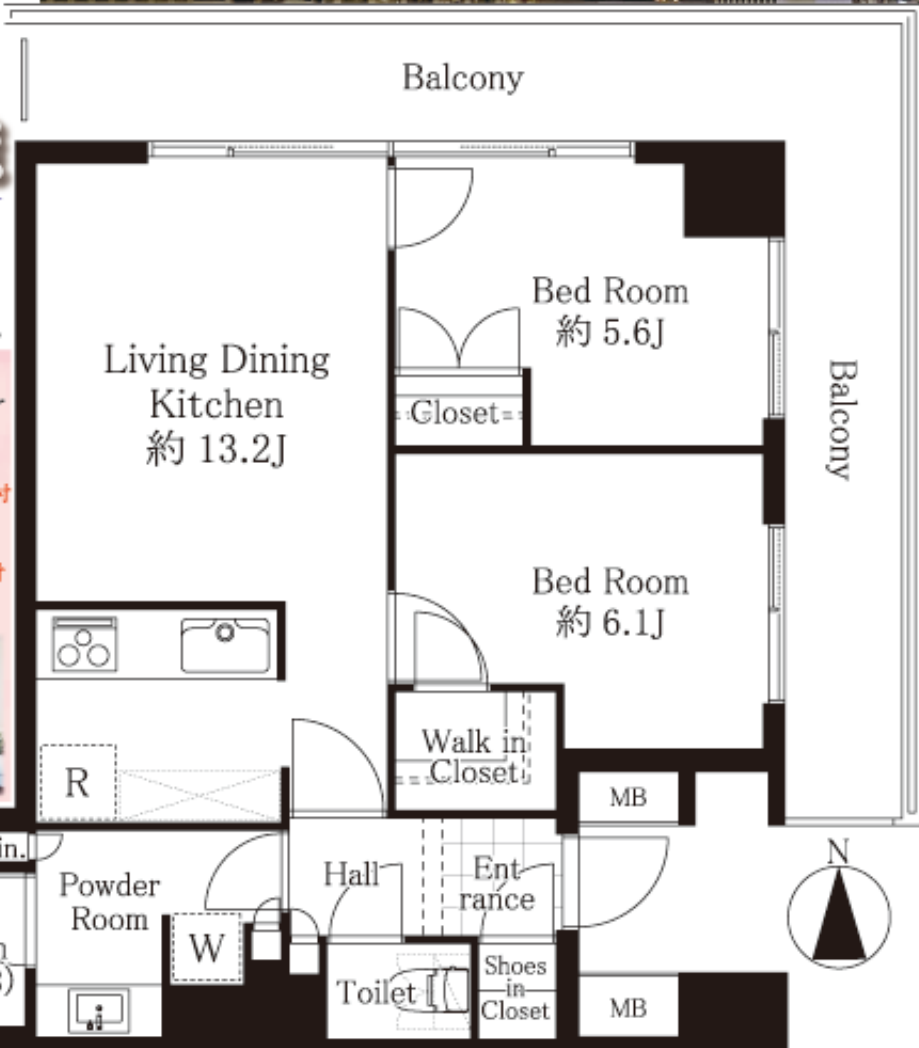 Balcony
Bed Room
約 5.6J
Living Dining
Kitchen
約 13.2J
Closet
Balcony
Bed Room
約 6.1J
Walk in
Closet
R
MB
in.
Powder
Room
Hall
Ent
rance
N
W
Toilet
Shoes
in
Closet
MB